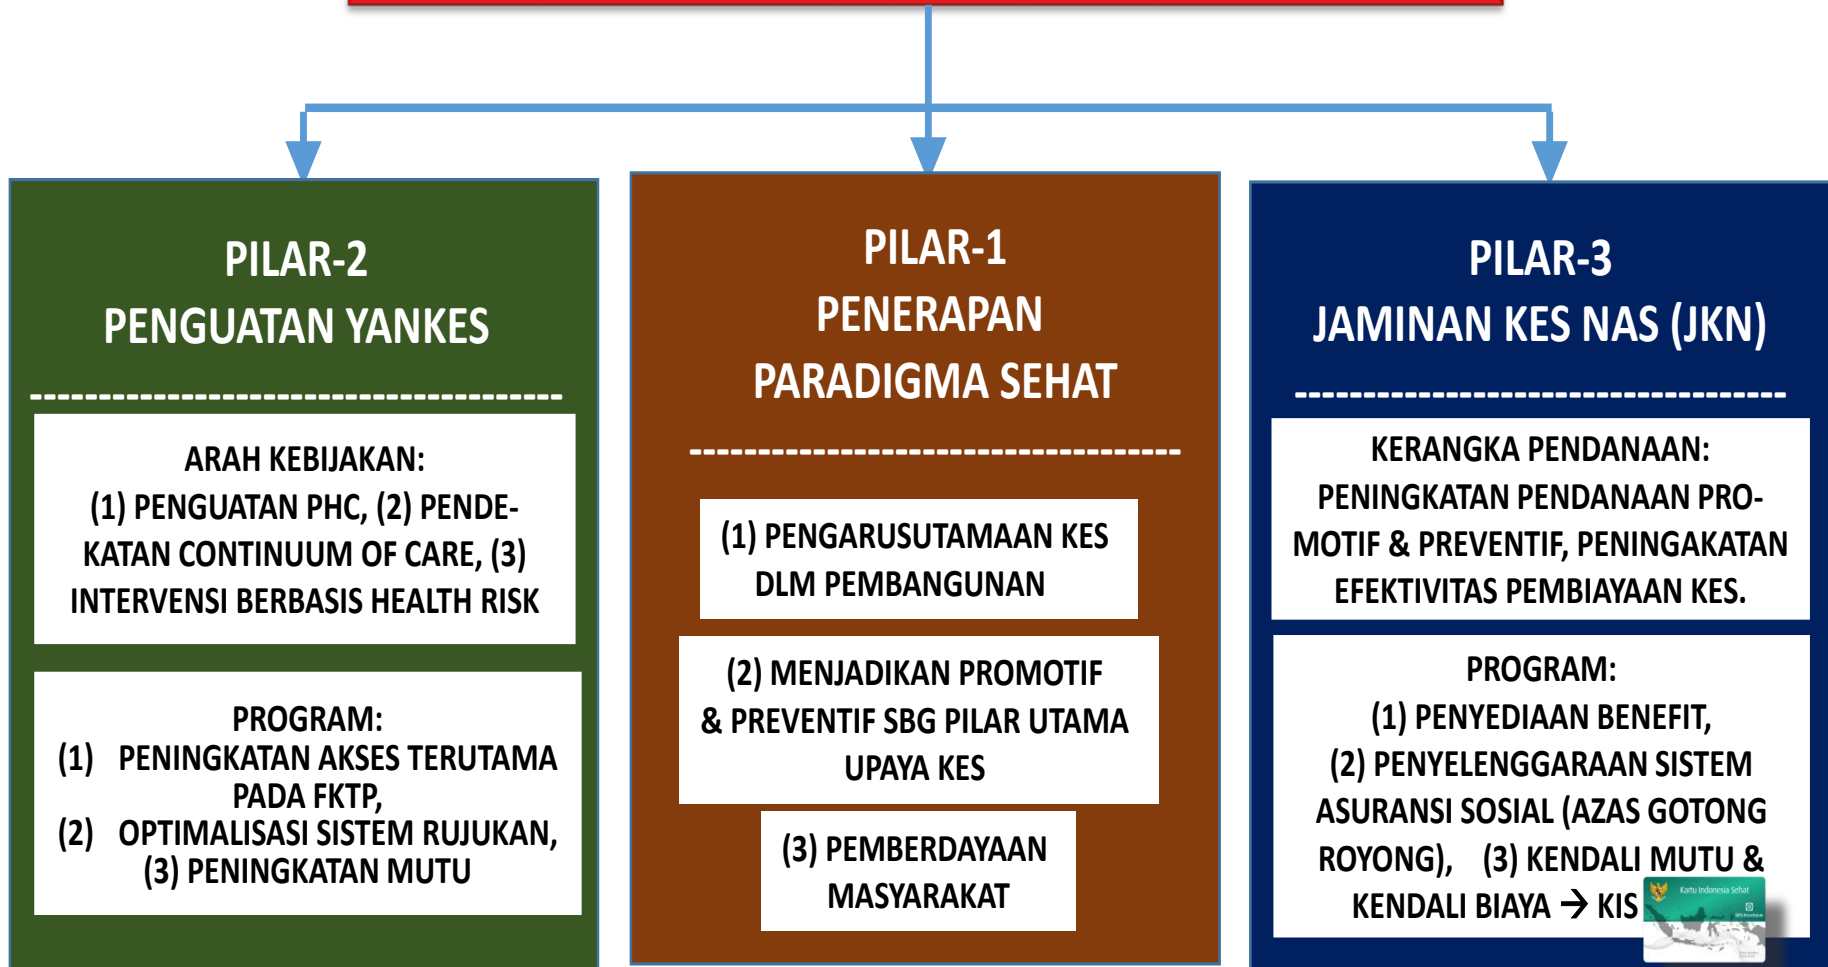 PILAR-2
PENGUATAN YANKES
----------------------------------------
ARAH KEBIJAKAN:
(1) PENGUATAN PHC, (2) PENDE-
KATAN CONTINUUM OF CARE, (3)
INTERVENSI BERBASIS HEALTH RISK
PROGRAM:
(1) PENINGKATAN AKSES TERUTAMA
PADA FKTP,
(2) OPTIMALISASI SISTEM RUJUKAN,
(3) PENINGKATAN MUTU
PILAR-1
PENERAPAN
PARADIGMA SEHAT
-------------------------------------
(1) PENGARUSUTAMAAN KES
DLM PEMBANGUNAN
(2) MENJADIKAN PROMOTIF
& PREVENTIF SBG PILAR UTAMA
UPAYA KES
(3) PEMBERDAYAAN
MASYARAKAT
PILAR-3
JAMINAN KES NAS (JKN)
-------------------------------------
KERANGKA PENDANAAN:
PENINGKATAN PENDANAAN PRO-
MOTIF & PREVENTIF, PENINGAKATAN
EFEKTIVITAS PEMBIAYAAN KES.
PROGRAM:
(1) PENYEDIAAN BENEFIT,
(2) PENYELENGGARAAN SISTEM
ASURANSI SOSIAL (AZAS GOTONG
ROYONG), (3) KENDALI MUTU &
KENDALI BIAYA → KIS
Kartu Indonesia Sehat